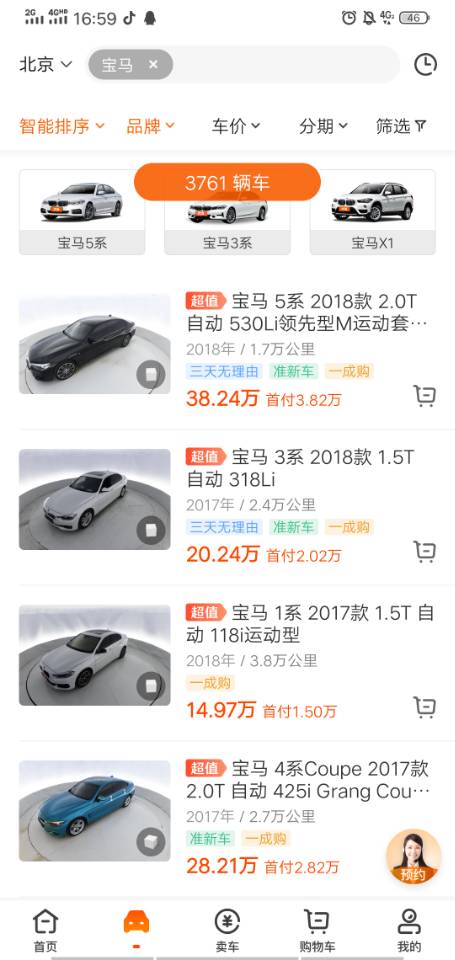 2G 4GHD 16:59 4G 46
北京 宝马 ×
智能排序 品牌 车价 分期 筛选
3761 辆车
宝马5系 宝马3系 宝马X1
超值 宝马 5系 2018款 2.0T
自动 530Li领先型M运动套…
2018年 / 1.7万公里
三天无理由 准新车 一成购
38.24万 首付3.82万
超值 宝马 3系 2018款 1.5T
自动 318Li
2017年 / 2.4万公里
三天无理由 准新车 一成购
20.24万 首付2.02万
超值 宝马 1系 2017款 1.5T 自
动 118i运动型
2018年 / 3.8万公里
一成购
14.97万 首付1.50万
超值 宝马 4系Coupe 2017款
2.0T 自动 425i Grang Cou…
2017年 / 2.7万公里
准新车 一成购
28.21万 首付2.82万
预约
首页 卖车 购物车 我的